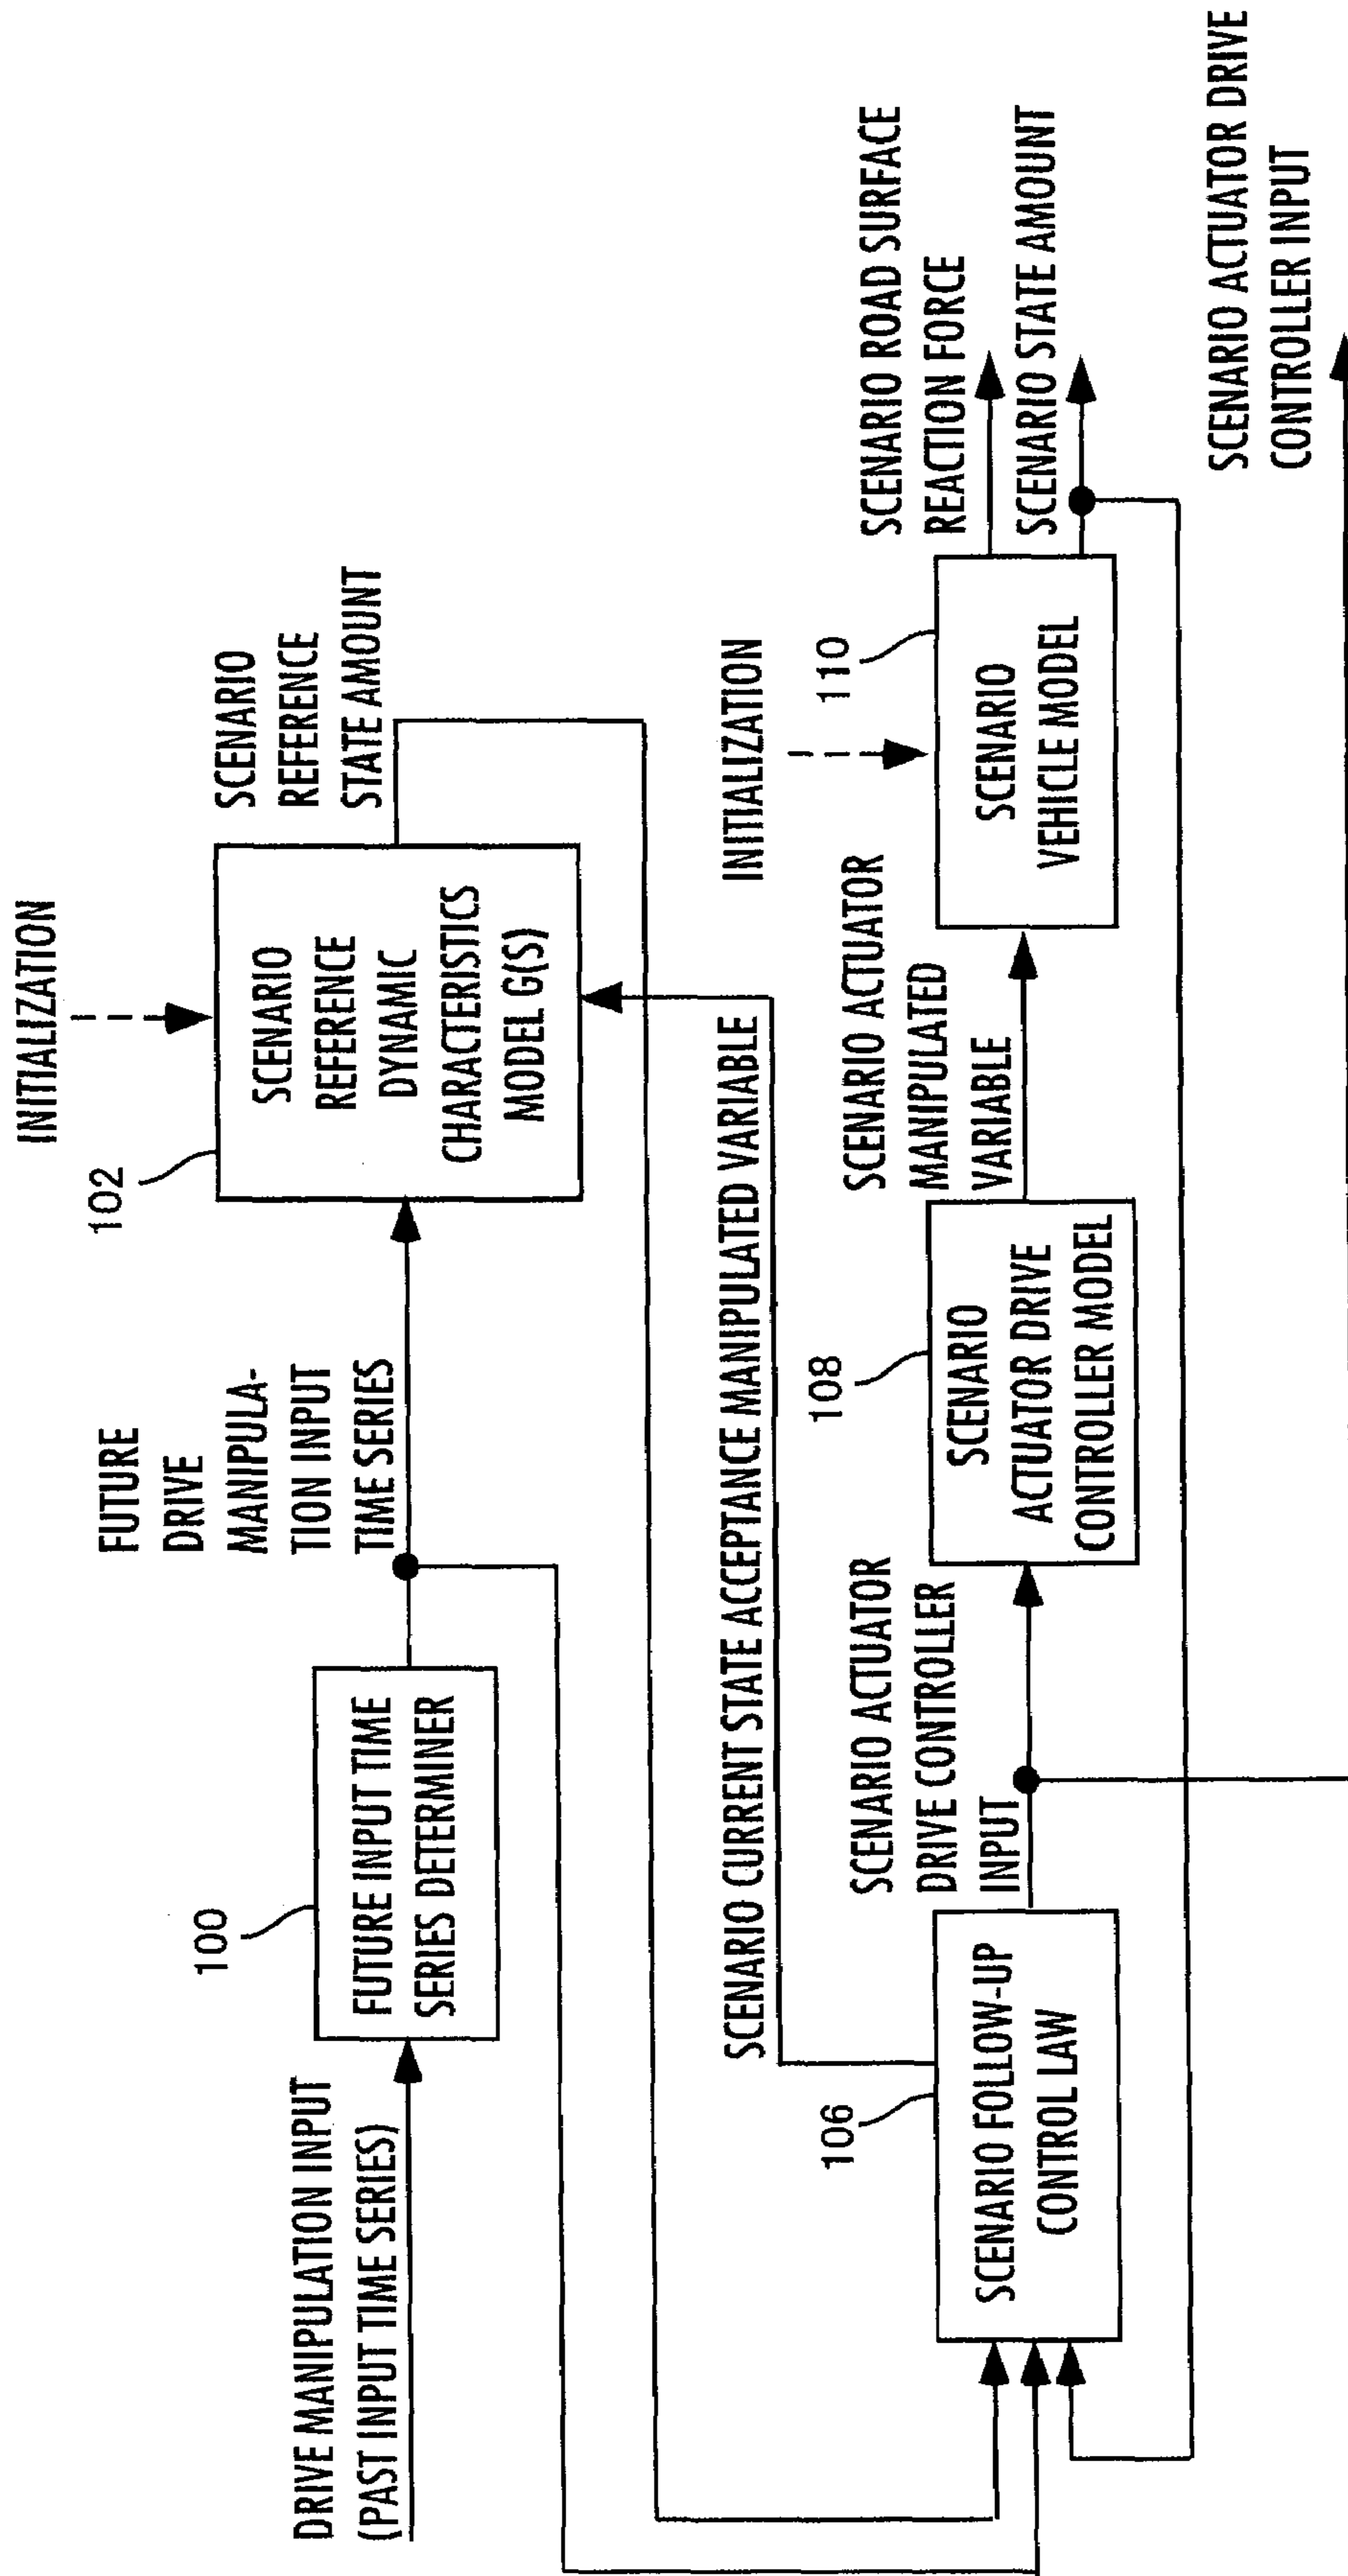 INITIALIZATION
102
SCENARIO
REFERENCE
DYNAMIC
CHARACTERISTICS
MODEL G(S)
SCENARIO
REFERENCE
STATE AMOUNT
FUTURE
DRIVE
MANIPULA-
TION INPUT
TIME SERIES
100
FUTURE INPUT TIME
SERIES DETERMINER
DRIVE MANIPULATION INPUT
(PAST INPUT TIME SERIES)
SCENARIO CURRENT STATE ACCEPTANCE MANIPULATED VARIABLE
106
SCENARIO FOLLOW-UP
CONTROL LAW
SCENARIO ACTUATOR
DRIVE CONTROLLER
INPUT
108
SCENARIO
ACTUATOR DRIVE
CONTROLLER MODEL
SCENARIO ACTUATOR
MANIPULATED
VARIABLE
INITIALIZATION
110
SCENARIO
VEHICLE MODEL
SCENARIO ROAD SURFACE
REACTION FORCE
SCENARIO STATE AMOUNT
SCENARIO ACTUATOR DRIVE
CONTROLLER INPUT